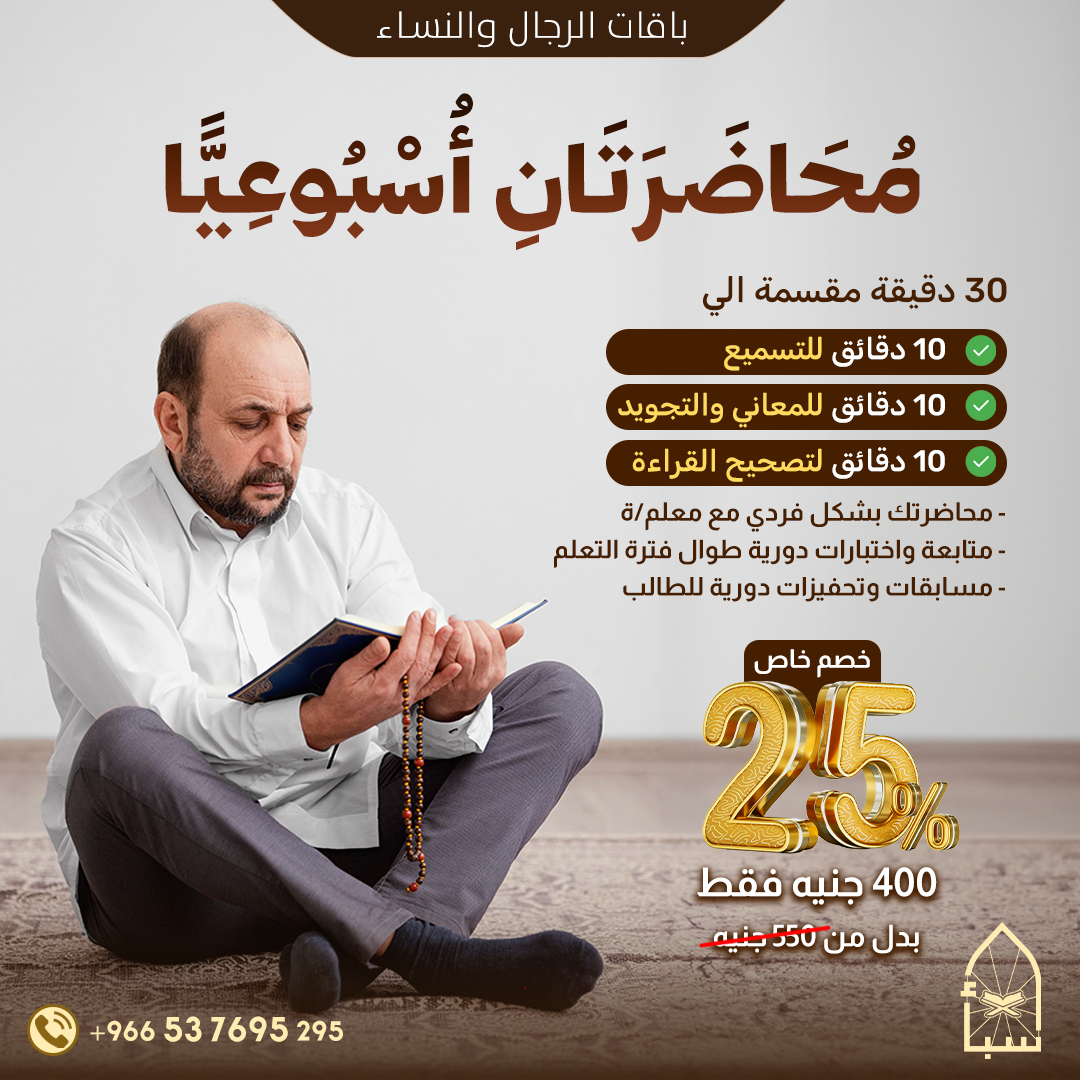 باقات الرجال والنساء
مُحَاضَرَتَانِ أُسْبُوعِيًّا
30 دقيقة مقسمة الي
10 دقائق للتسميع
10 دقائق للمعاني والتجويد
10 دقائق لتصحيح القراءة
- محاضرتك بشكل فردي مع معلم/ة
- متابعة واختبارات دورية طوال فترة التعلم
- مسابقات وتحفيزات دورية للطالب
خصم خاص
25%
400 جنيه فقط
بدل من 550 جنيه
+966 53 7695 295
سبأ